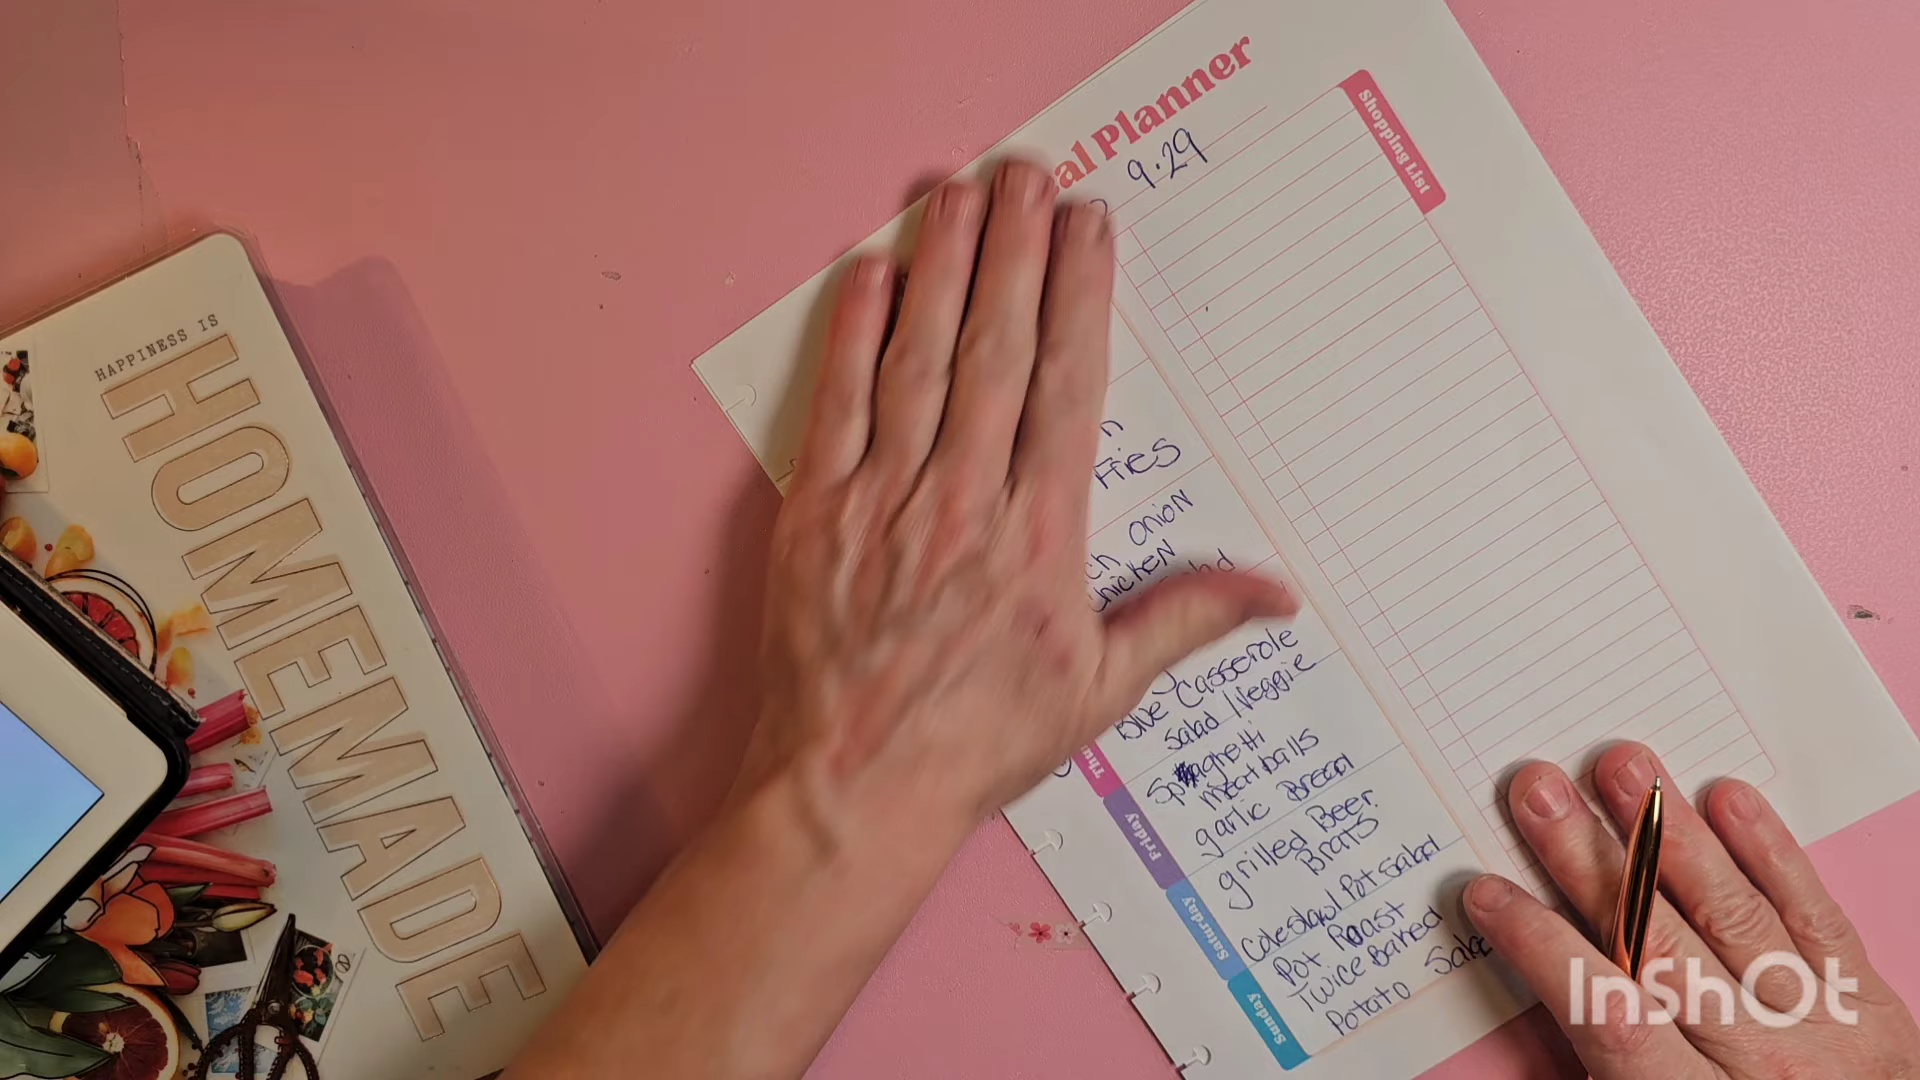 HAPPINESS IS
HOMEMADE
Planner
9.29
Shopping List
Fries
Onion
Chicken
Casserole
Salad / Veggie
Spaghetti
meatballs
garlic Bread
grilled Beer
Brats
Coleslaw Pot Salad
Pot Roast
Twice Baked
Potato
Friday
Saturday
Sunday
InShOt